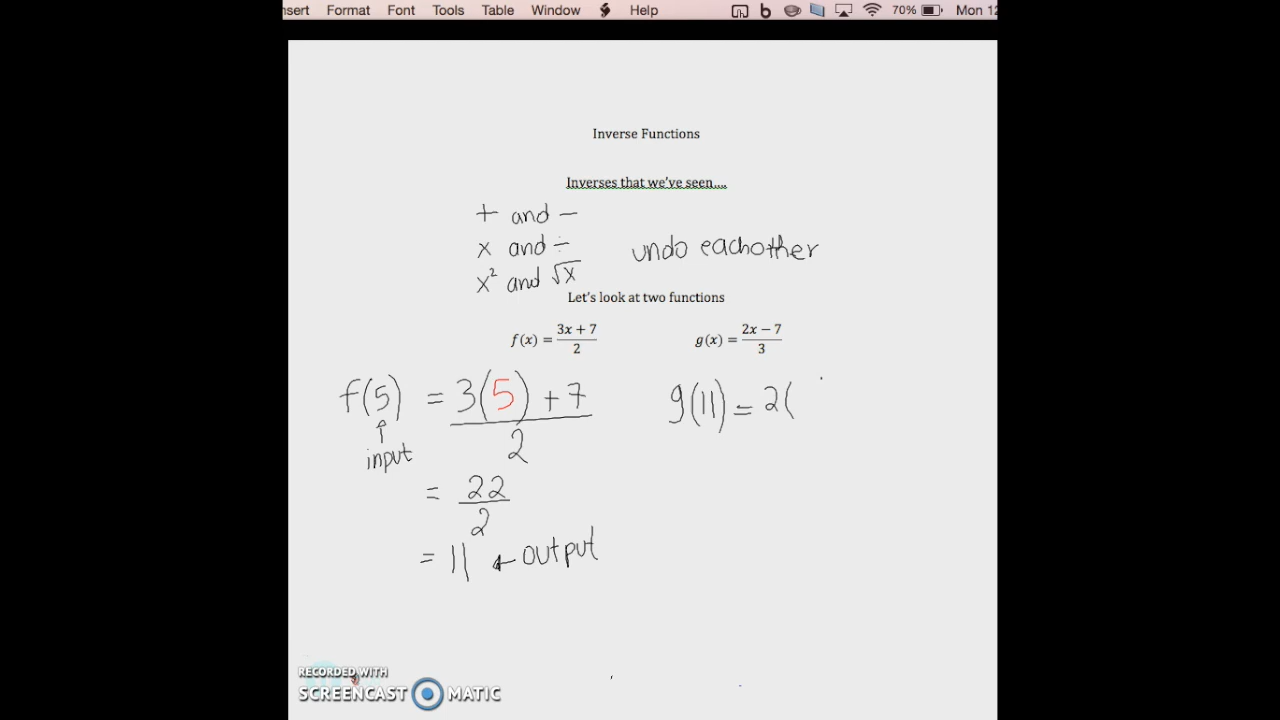 nsert Format Font Tools Table Window Help 70% Mon 12
Inverse Functions
Inverses that we've seen....
+ and −
x and ÷
undo eachother
x² and √x
Let's look at two functions
f(x) = (3x + 7)/2
g(x) = (2x − 7)/3
f(5) = 3(5) + 7
2
g(11) = 2(
input
= 22
2
= 11 ← output
RECORDED WITH
SCREENCAST MATIC